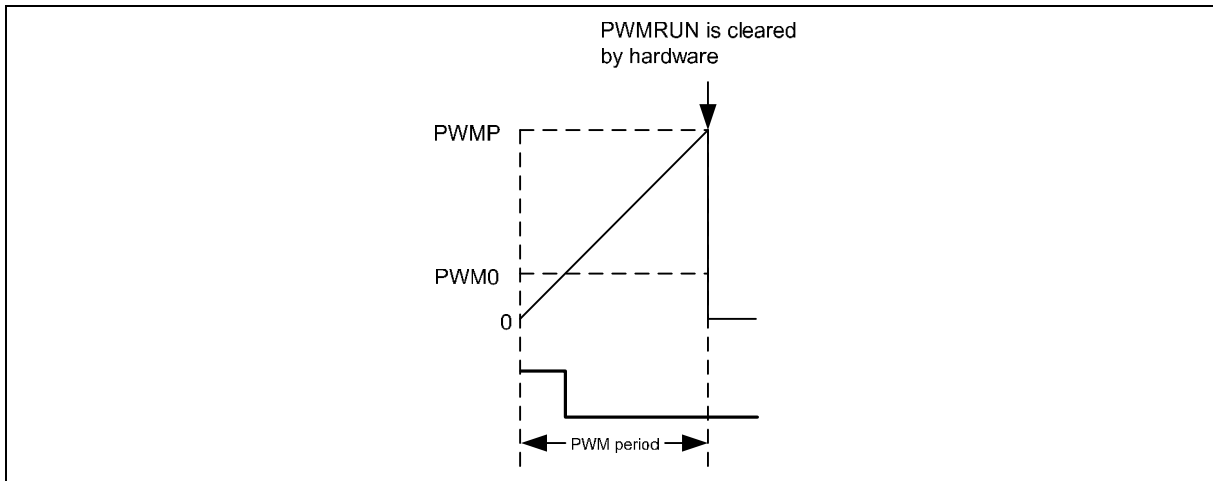 PWMRUN is cleared
by hardware
PWMP
PWM0
0
PWM period